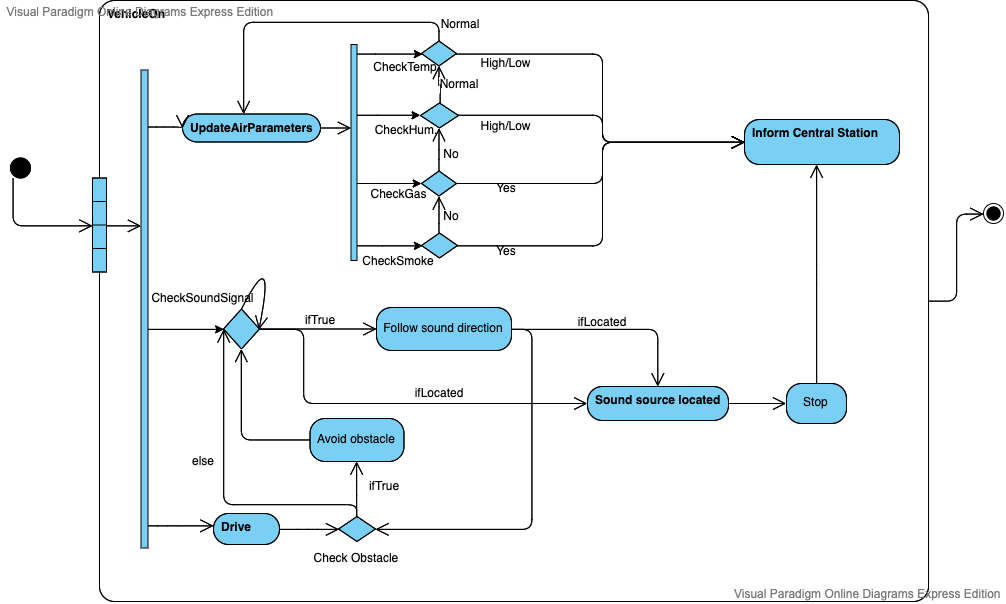 Visual Paradigm Online Diagrams Express Edition
VehicleOn
Normal
CheckTemp
High/Low
Normal
UpdateAirParameters
CheckHum
High/Low
Inform Central Station
No
CheckGas
Yes
No
CheckSmoke
Yes
CheckSoundSignal
ifTrue
Follow sound direction
ifLocated
ifLocated
Sound source located
Stop
Avoid obstacle
else
ifTrue
Drive
Check Obstacle
Visual Paradigm Online Diagrams Express Edition